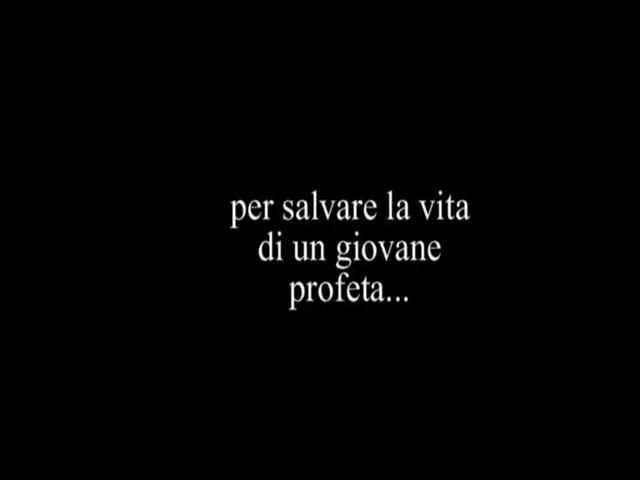 per salvare la vita
di un giovane
profeta...